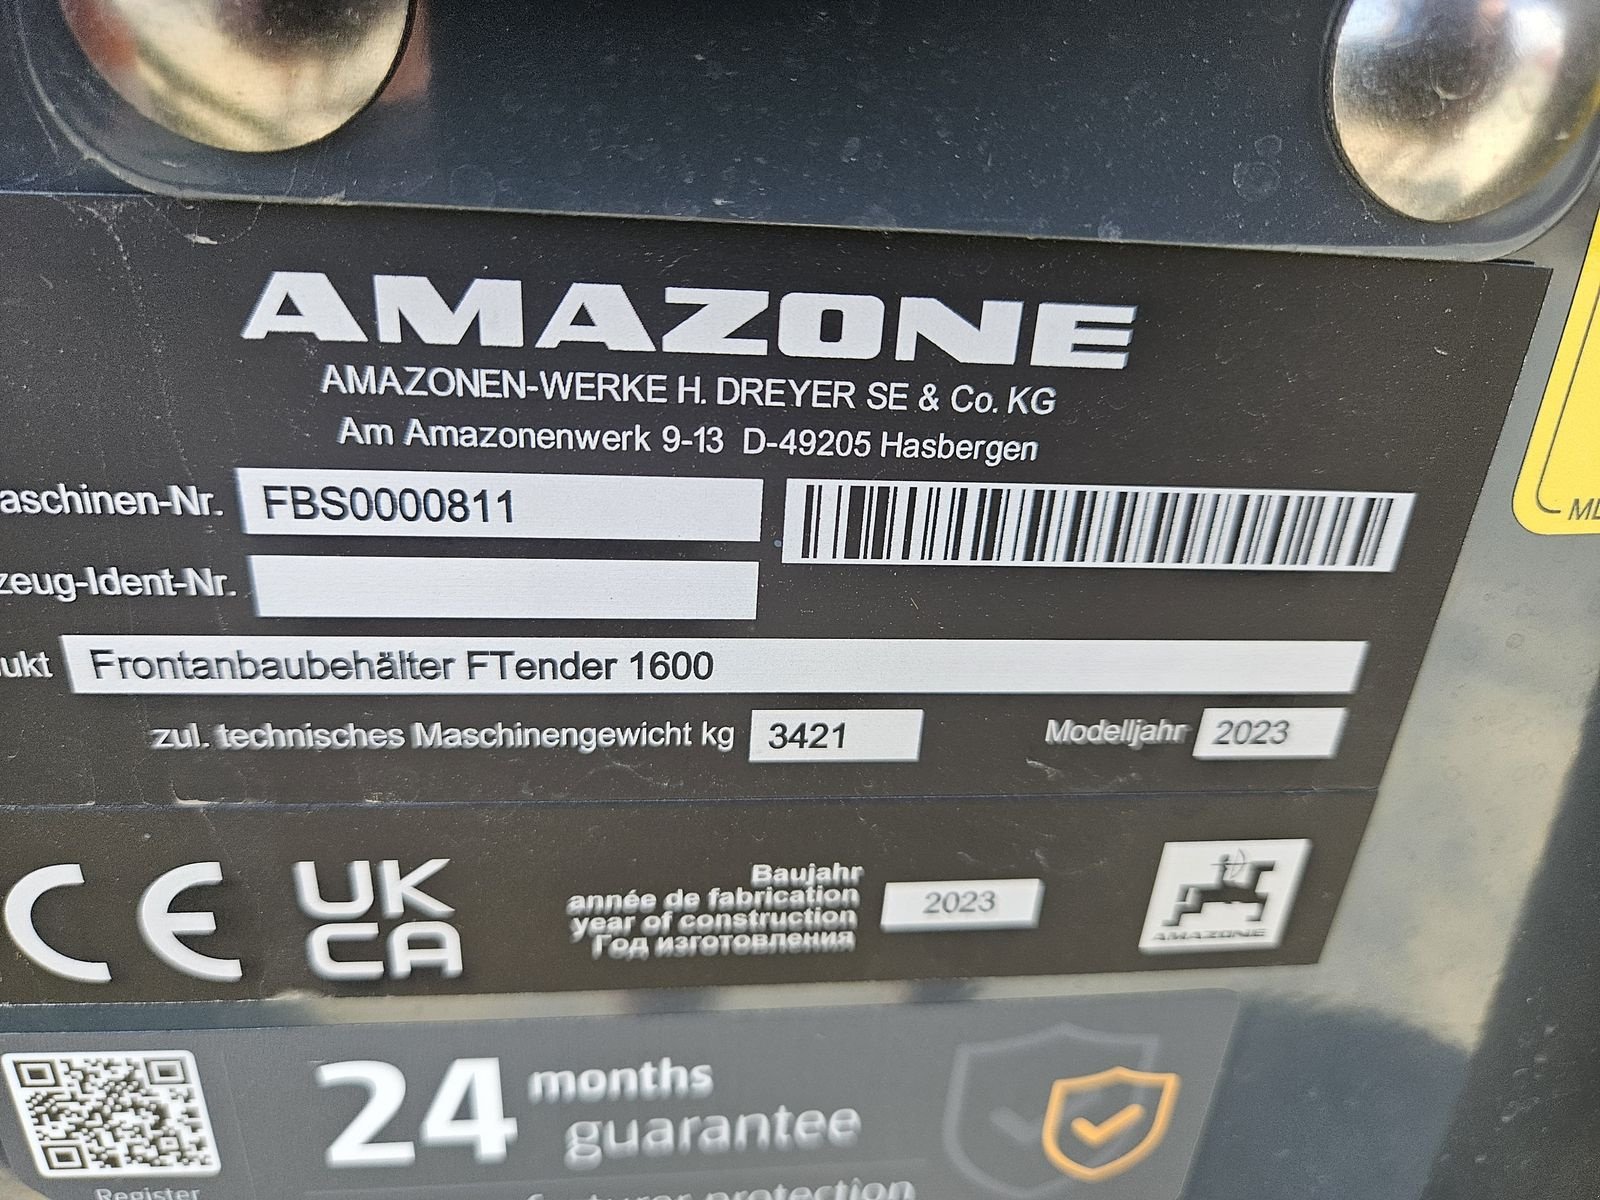 AMAZONE
AMAZONEN-WERKE H. DREYER SE & Co. KG
Am Amazonenwerk 9-13 D-49205 Hasbergen
aschinen-Nr. FBS0000811
zeug-Ident-Nr.
ukt Frontanbaubehälter FTender 1600
zul. technisches Maschinengewicht kg 3421 Modelljahr 2023
CE UK
CA
Baujahr
année de fabrication
year of construction 2023
Год изготовления
AMAZONE
24 months
guarantee
Register
protection